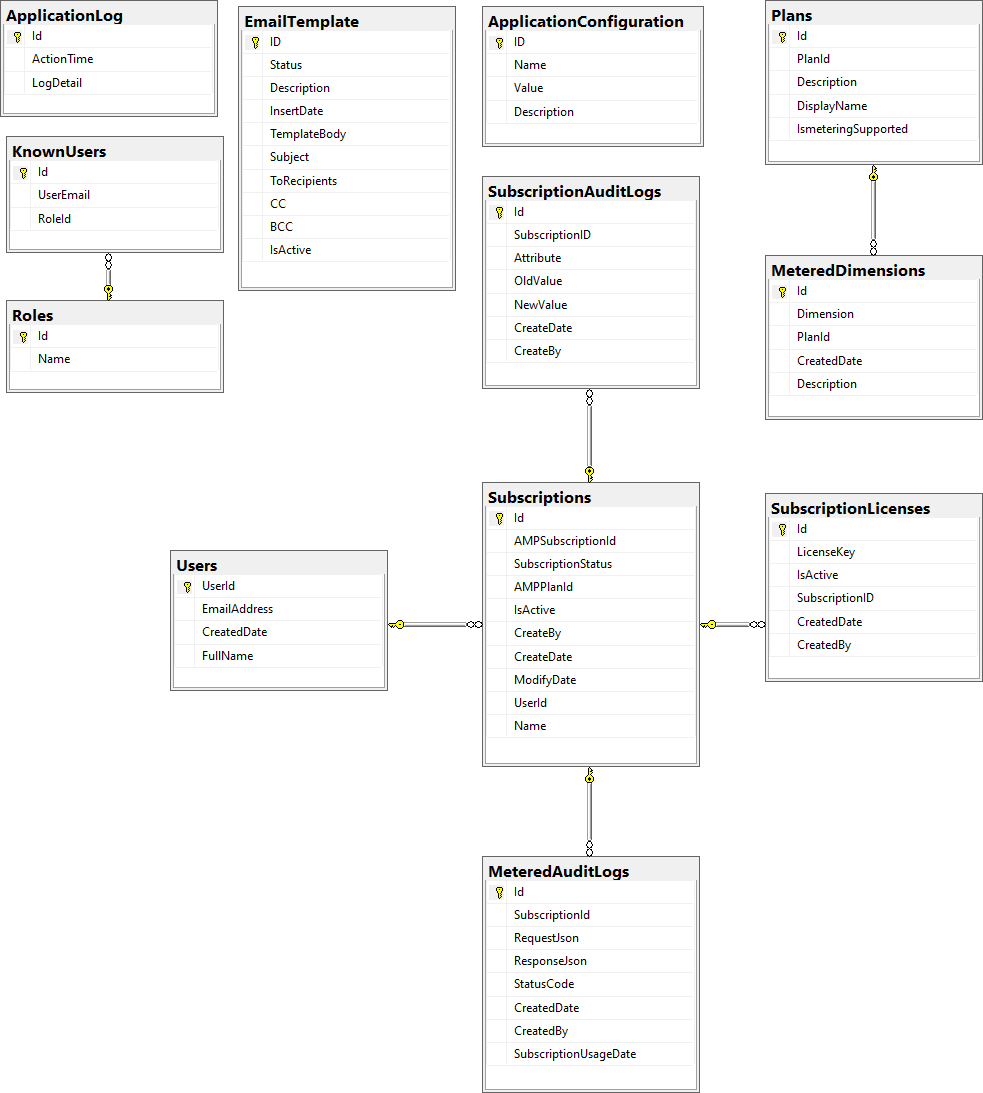 ApplicationLog
Id
ActionTime
LogDetail
KnownUsers
Id
UserEmail
RoleId
Roles
Id
Name
EmailTemplate
ID
Status
Description
InsertDate
TemplateBody
Subject
ToRecipients
CC
BCC
IsActive
ApplicationConfiguration
ID
Name
Value
Description
SubscriptionAuditLogs
Id
SubscriptionID
Attribute
OldValue
NewValue
CreateDate
CreateBy
Plans
Id
PlanId
Description
DisplayName
IsmeteringSupported
MeteredDimensions
Id
Dimension
PlanId
CreatedDate
Description
Users
UserId
EmailAddress
CreatedDate
FullName
Subscriptions
Id
AMPSubscriptionId
SubscriptionStatus
AMPPlanId
IsActive
CreateBy
CreateDate
ModifyDate
UserId
Name
SubscriptionLicenses
Id
LicenseKey
IsActive
SubscriptionID
CreatedDate
CreatedBy
MeteredAuditLogs
Id
SubscriptionId
RequestJson
ResponseJson
StatusCode
CreatedDate
CreatedBy
SubscriptionUsageDate